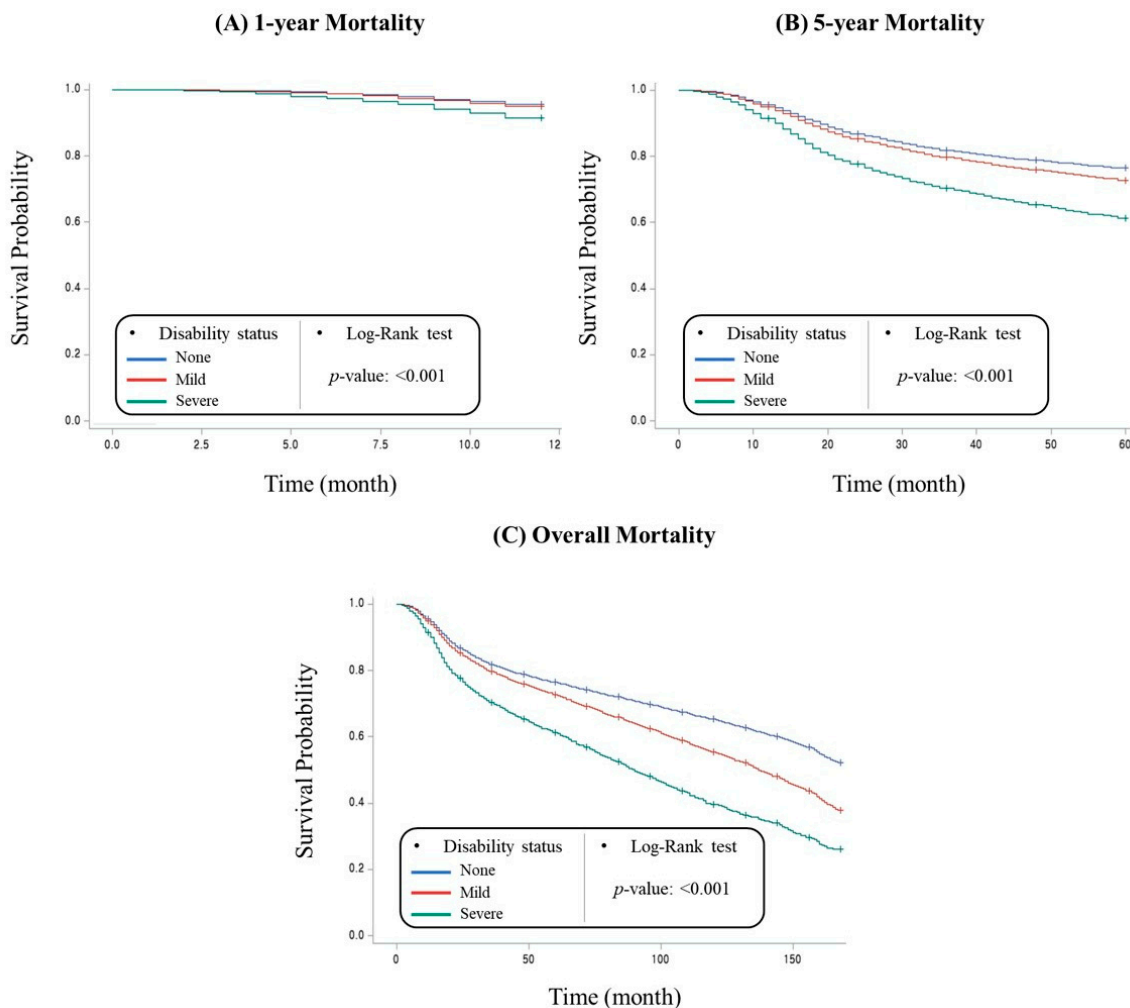 (A) 1-year Mortality
Survival Probability
1.0
0.8
0.6
0.4
0.2
0.0
• Disability status
None
Mild
Severe
• Log-Rank test
p-value: <0.001
0.0 2.5 5.0 7.5 10.0 12
Time (month)
(B) 5-year Mortality
Survival Probability
1.0
0.8
0.6
0.4
0.2
0.0
• Disability status
None
Mild
Severe
• Log-Rank test
p-value: <0.001
0 10 20 30 40 50 60
Time (month)
(C) Overall Mortality
Survival Probability
1.0
0.8
0.6
0.4
0.2
0.0
• Disability status
None
Mild
Severe
• Log-Rank test
p-value: <0.001
0 50 100 150
Time (month)